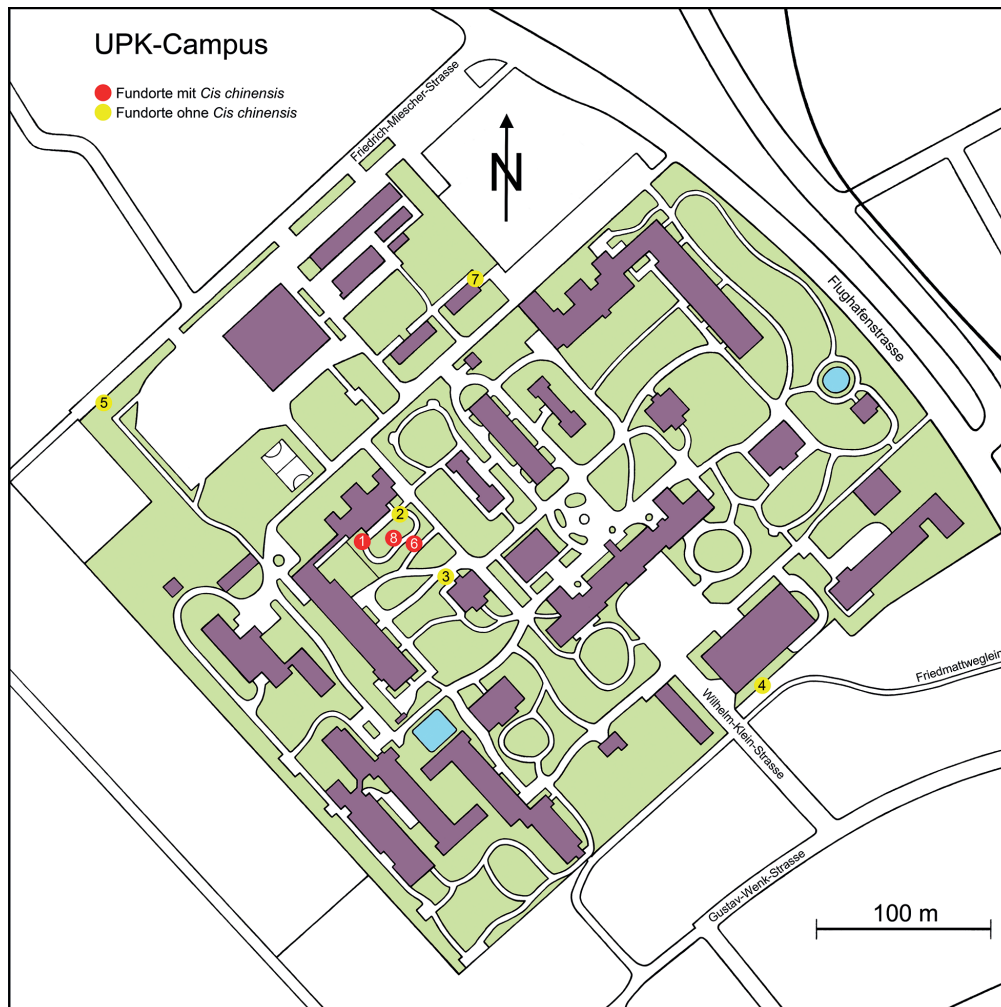 UPK-Campus
Fundorte mit Cis chinensis
Fundorte ohne Cis chinensis
Friedrich-Miescher-Strasse
N
7
Flughafenstrasse
5
2
1
8
6
3
Friedmattweglein
4
Wilhelm-Klein-Strasse
Gustav-Wenk-Strasse
100 m